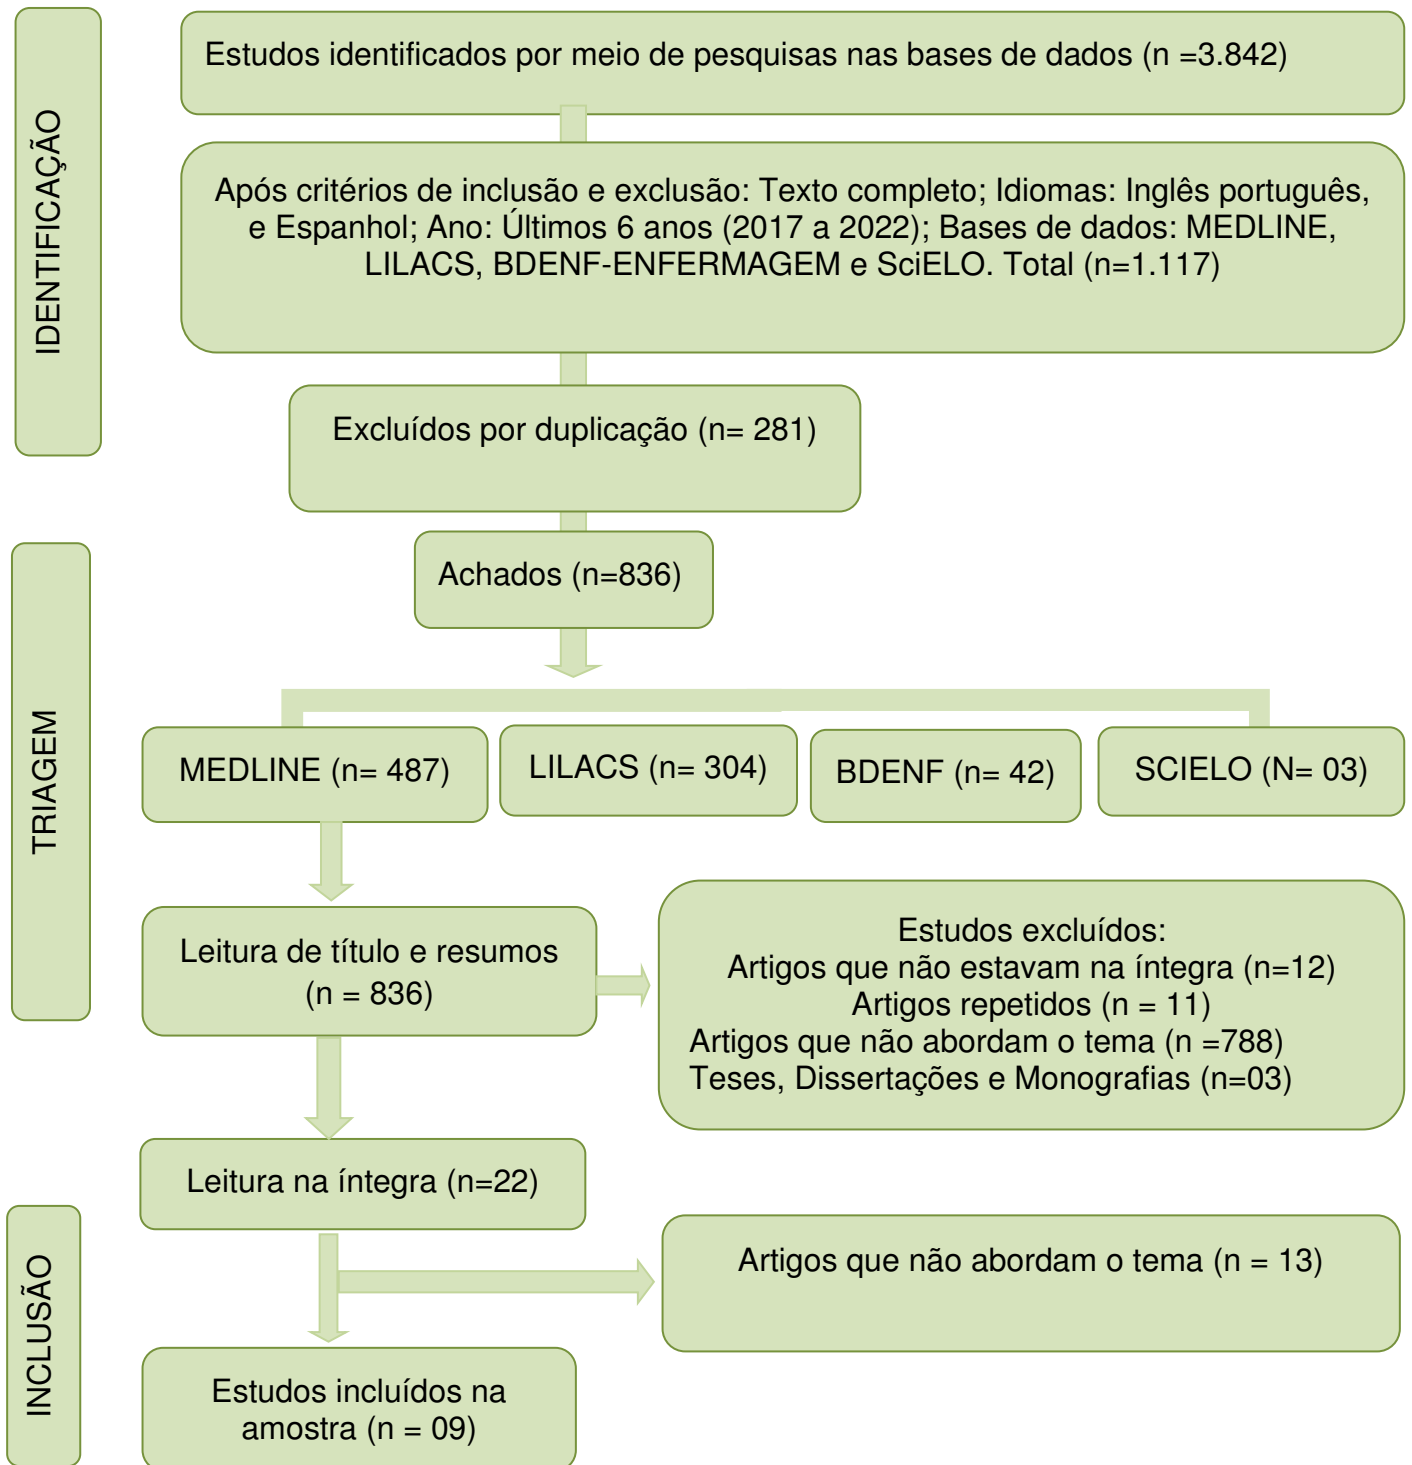 IDENTIFICAÇÃO
Estudos identificados por meio de pesquisas nas bases de dados (n =3.842)
Após critérios de inclusão e exclusão: Texto completo; Idiomas: Inglês português,
e Espanhol; Ano: Últimos 6 anos (2017 a 2022); Bases de dados: MEDLINE,
LILACS, BDENF-ENFERMAGEM e SciELO. Total (n=1.117)
Excluídos por duplicação (n= 281)
TRIAGEM
Achados (n=836)
MEDLINE (n= 487)
LILACS (n= 304)
BDENF (n= 42)
SCIELO (N= 03)
Leitura de título e resumos
(n = 836)
Estudos excluídos:
Artigos que não estavam na íntegra (n=12)
Artigos repetidos (n = 11)
Artigos que não abordam o tema (n =788)
Teses, Dissertações e Monografias (n=03)
Leitura na íntegra (n=22)
INCLUSÃO
Artigos que não abordam o tema (n = 13)
Estudos incluídos na
amostra (n = 09)